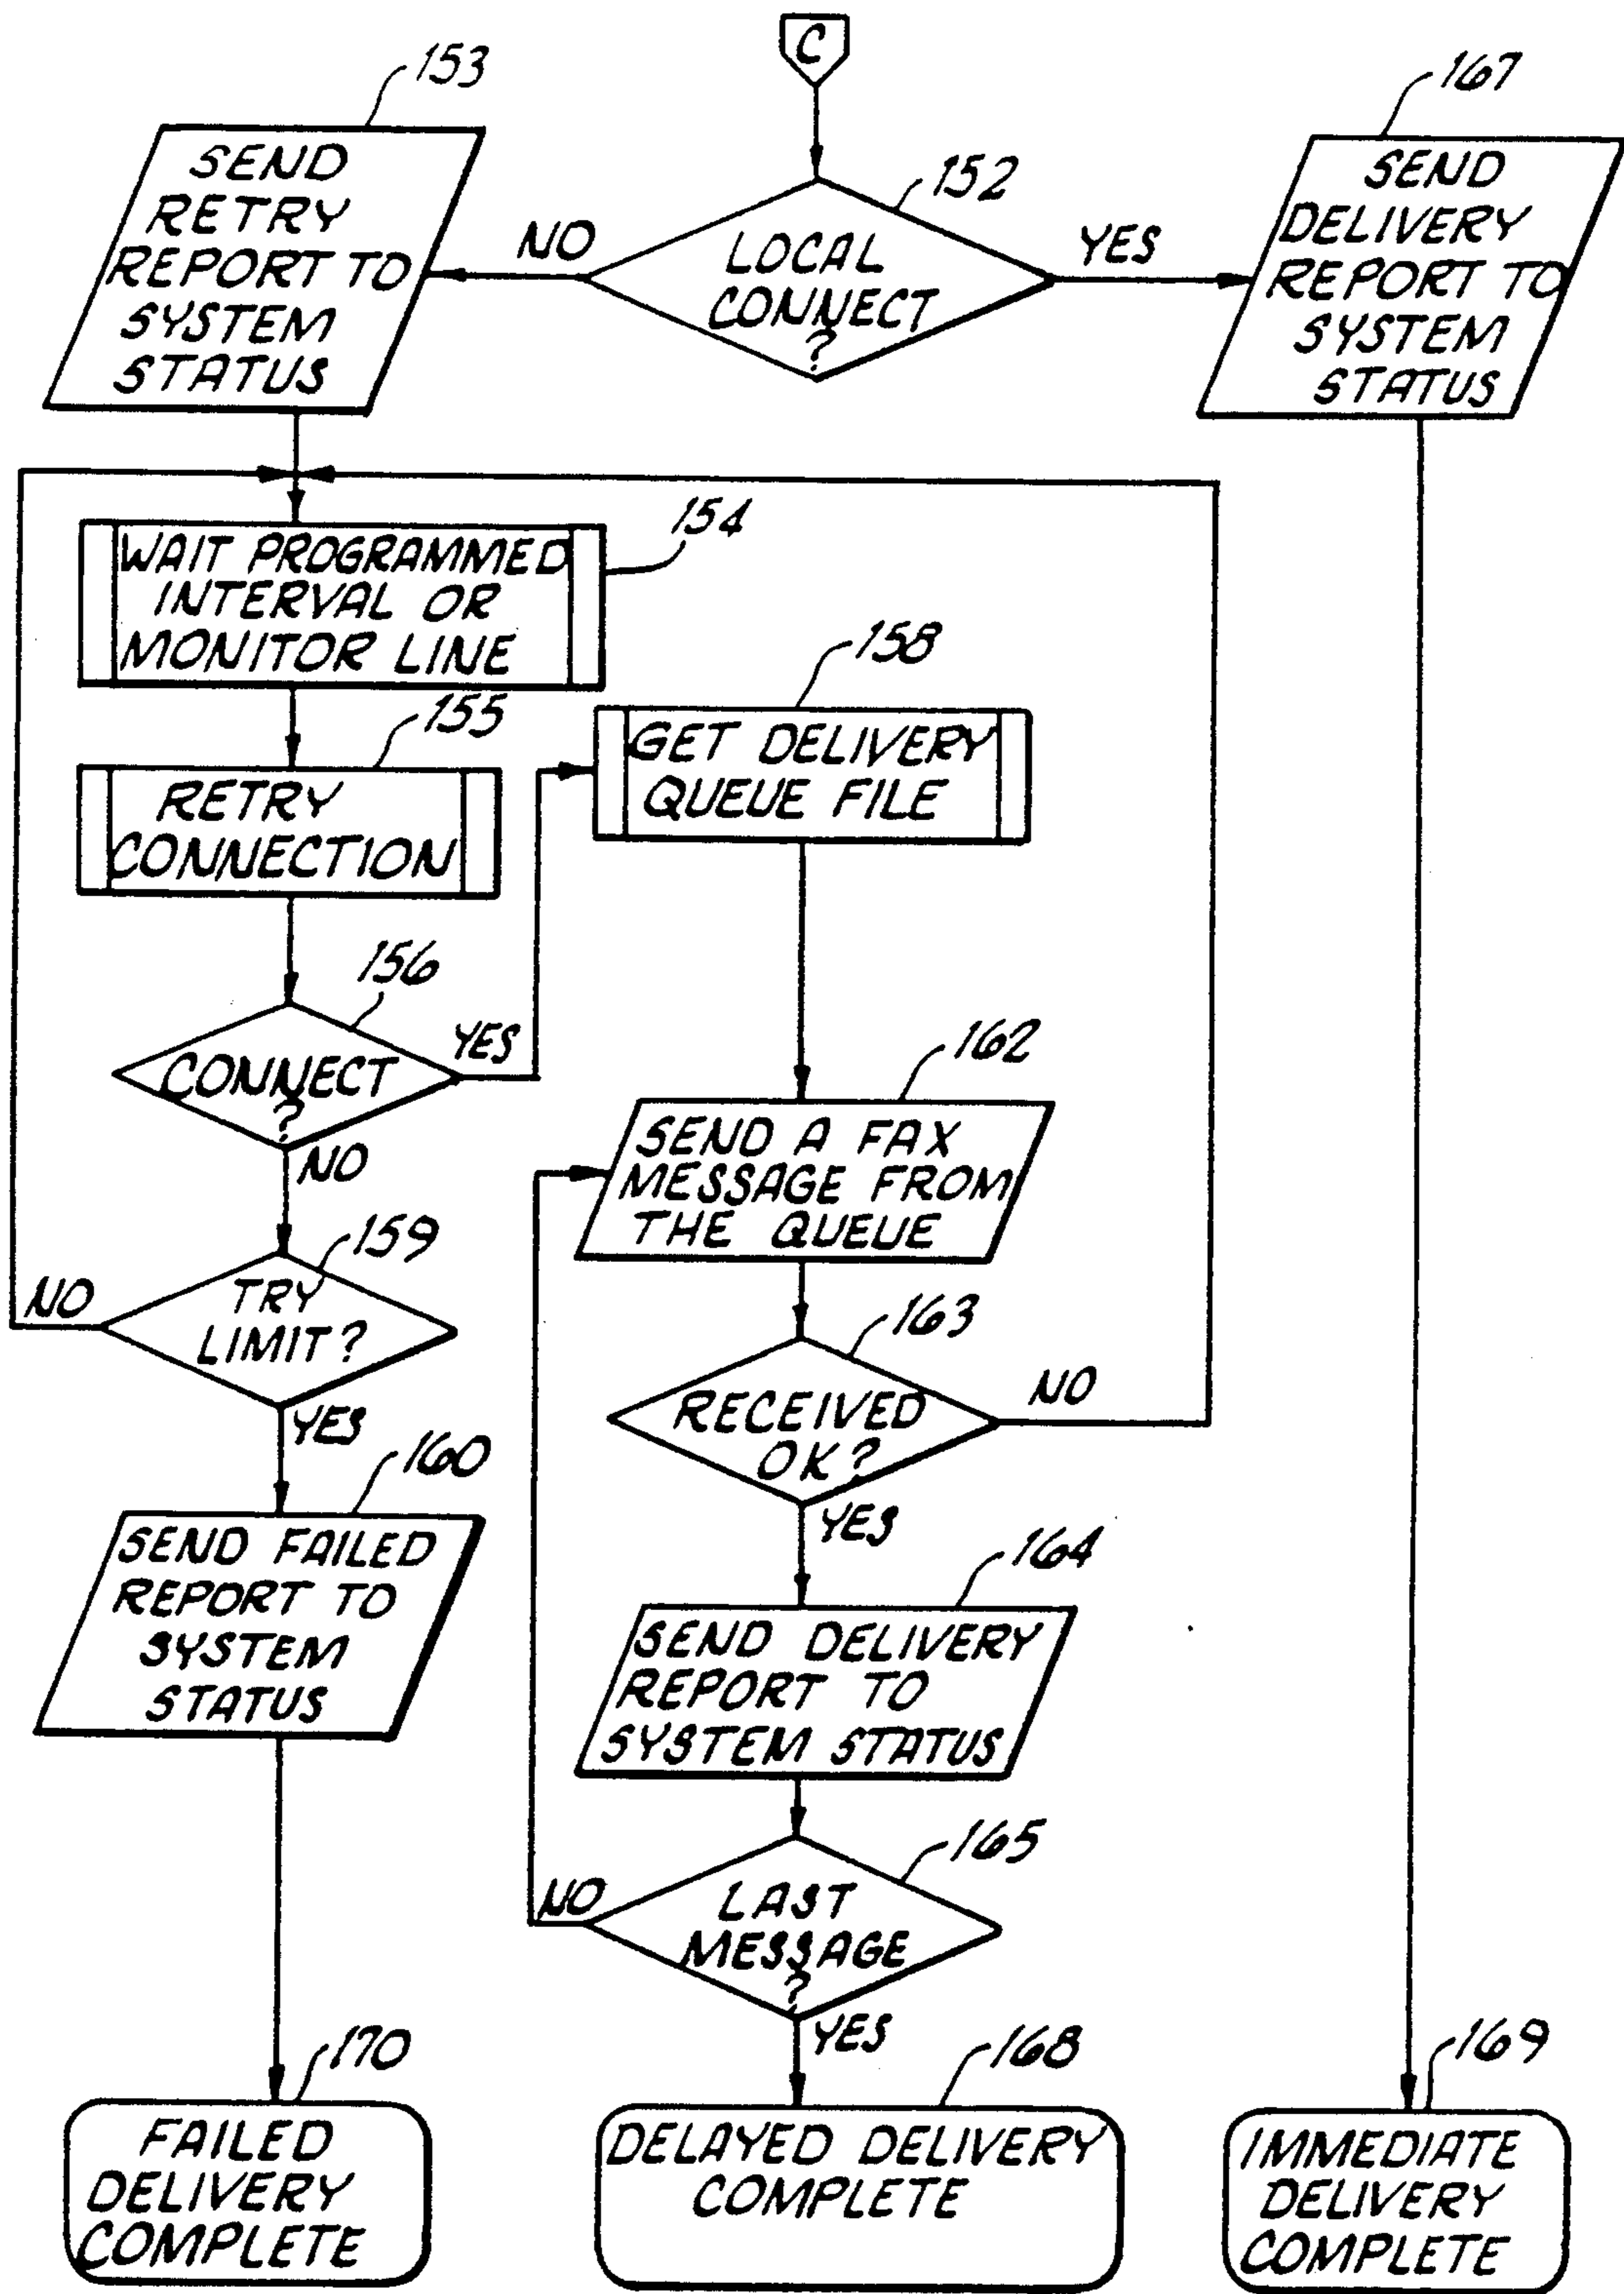 C
153
SEND
RETRY
REPORT TO
SYSTEM
STATUS
NO
152
LOCAL
CONNECT
?
YES
167
SEND
DELIVERY
REPORT TO
SYSTEM
STATUS
154
WAIT PROGRAMMED
INTERVAL OR
MONITOR LINE
155
RETRY
CONNECTION
158
GET DELIVERY
QUEUE FILE
156
CONNECT
?
YES
NO
159
TRY
LIMIT?
NO
YES
162
SEND A FAX
MESSAGE FROM
THE QUEUE
163
RECEIVED
OK?
NO
YES
160
SEND FAILED
REPORT TO
SYSTEM
STATUS
164
SEND DELIVERY
REPORT TO
SYSTEM STATUS
165
LAST
MESSAGE
?
NO
YES
170
FAILED
DELIVERY
COMPLETE
168
DELAYED DELIVERY
COMPLETE
169
IMMEDIATE
DELIVERY
COMPLETE